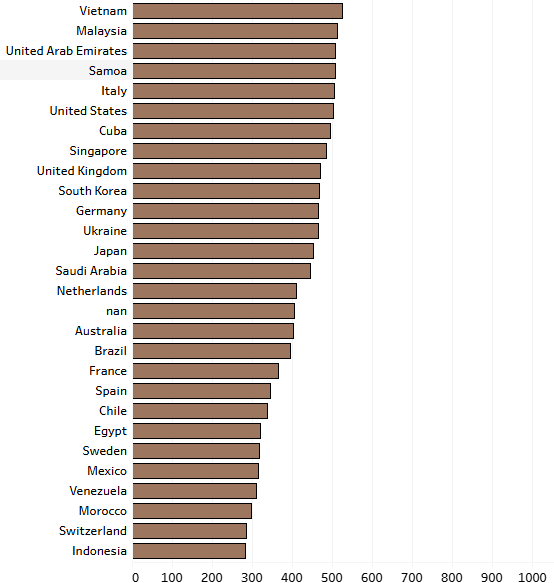 Vietnam
Malaysia
United Arab Emirates
Samoa
Italy
United States
Cuba
Singapore
United Kingdom
South Korea
Germany
Ukraine
Japan
Saudi Arabia
Netherlands
nan
Australia
Brazil
France
Spain
Chile
Egypt
Sweden
Mexico
Venezuela
Morocco
Switzerland
Indonesia
0 100 200 300 400 500 600 700 800 900 1000